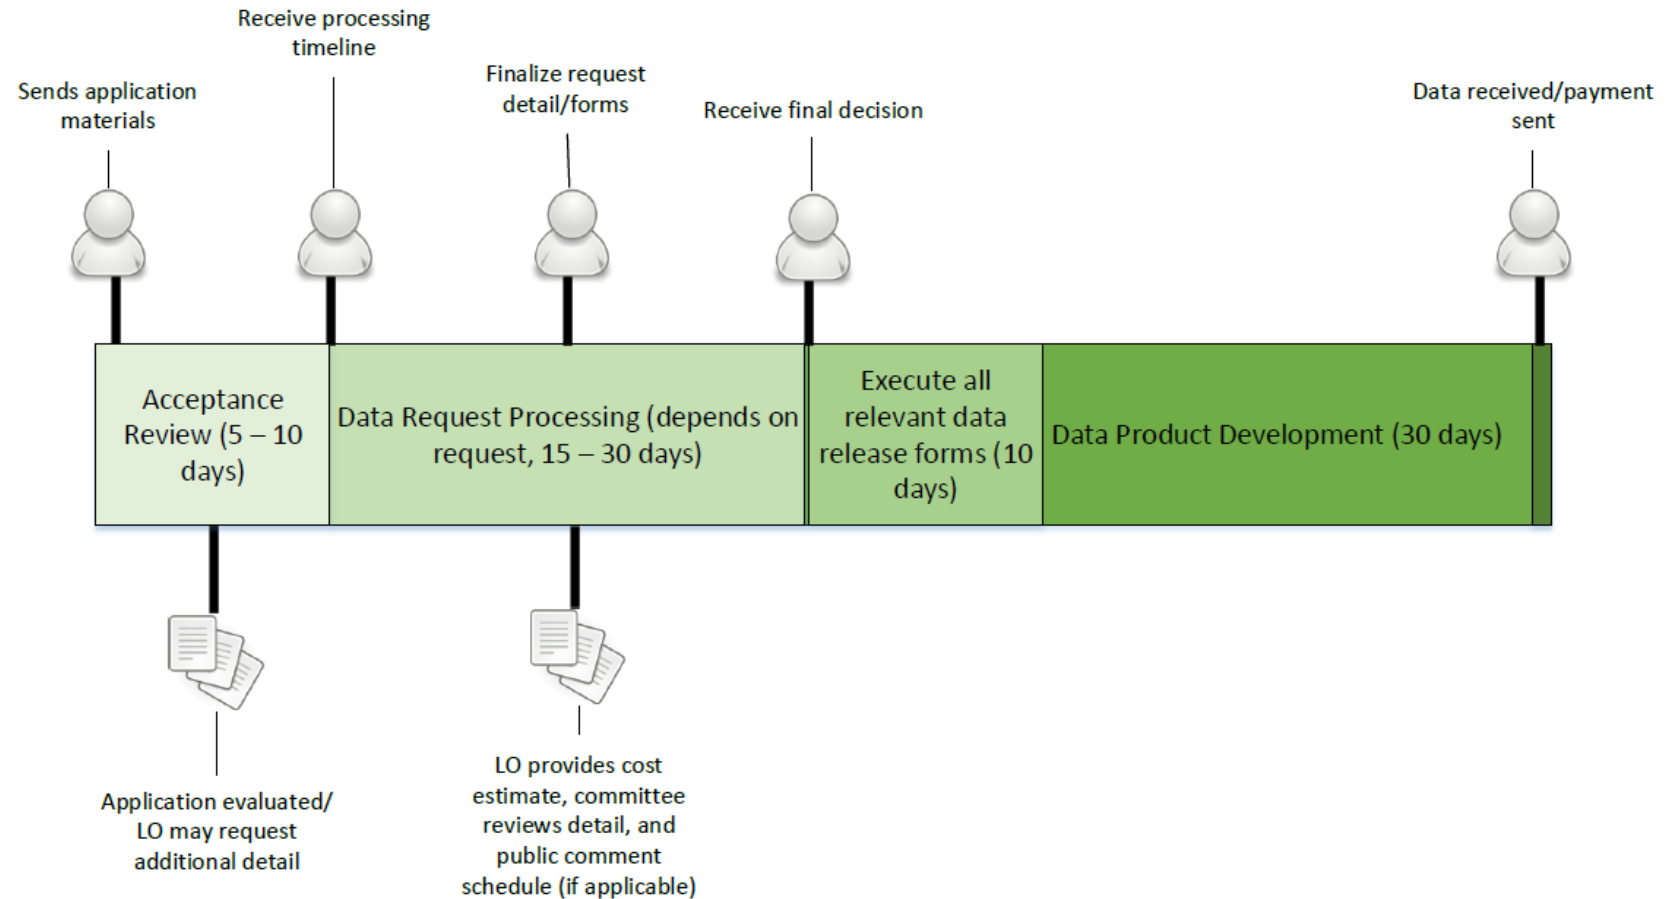 Receive processing
timeline
Sends application
materials
Finalize request
detail/forms
Receive final decision
Data received/payment
sent
Acceptance
Review (5 – 10
days)
Data Request Processing (depends on
request, 15 – 30 days)
Execute all
relevant data
release forms (10
days)
Data Product Development (30 days)
Application evaluated/
LO may request
additional detail
LO provides cost
estimate, committee
reviews detail, and
public comment
schedule (if applicable)